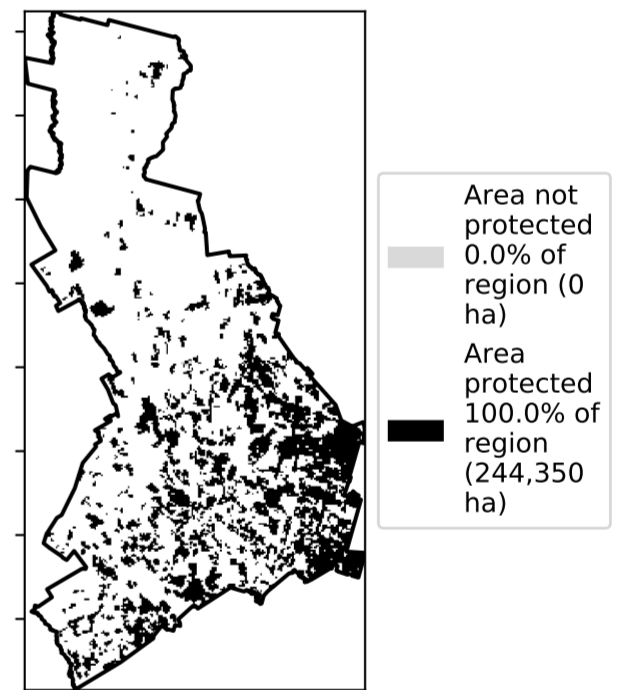 Area not
protected
0.0% of
region (0
ha)
Area
protected
100.0% of
region
(244,350
ha)